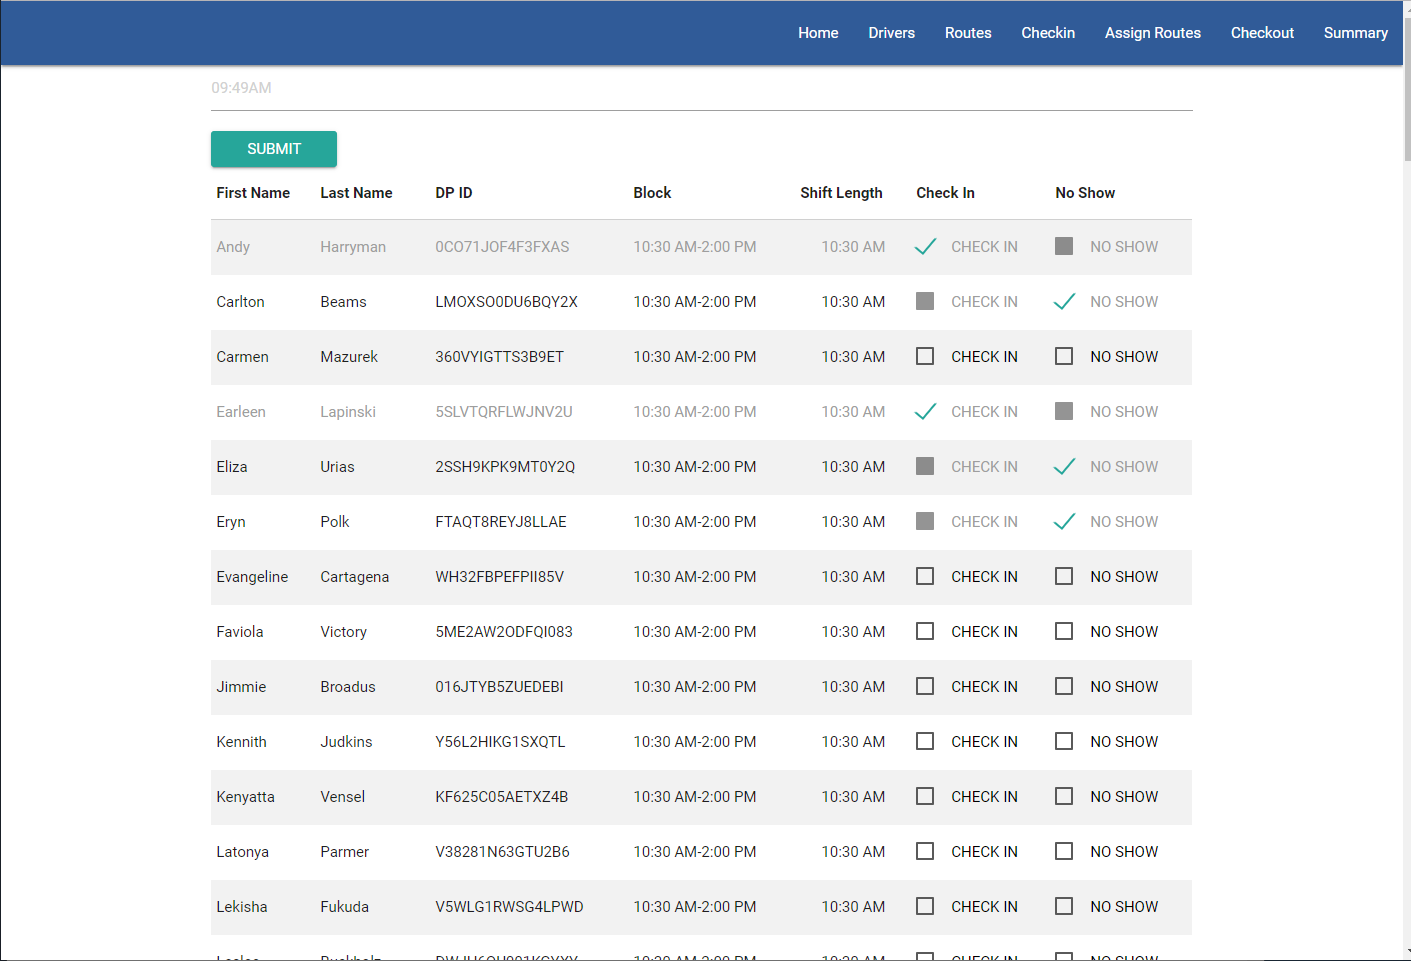 Home Drivers Routes Checkin Assign Routes Checkout Summary
09:49AM
SUBMIT
First Name Last Name DP ID Block Shift Length Check In No Show
Andy Harryman 0CO71JOF4F3FXAS 10:30 AM-2:00 PM 10:30 AM CHECK IN NO SHOW
Carlton Beams LMOXSO0DU6BQY2X 10:30 AM-2:00 PM 10:30 AM CHECK IN NO SHOW
Carmen Mazurek 360VYIGTTS3B9ET 10:30 AM-2:00 PM 10:30 AM CHECK IN NO SHOW
Earleen Lapinski 5SLVTQRFLWJNV2U 10:30 AM-2:00 PM 10:30 AM CHECK IN NO SHOW
Eliza Urias 2SSH9KPK9MT0Y2Q 10:30 AM-2:00 PM 10:30 AM CHECK IN NO SHOW
Eryn Polk FTAQT8REYJ8LLAE 10:30 AM-2:00 PM 10:30 AM CHECK IN NO SHOW
Evangeline Cartagena WH32FBPEFPII85V 10:30 AM-2:00 PM 10:30 AM CHECK IN NO SHOW
Faviola Victory 5ME2AW2ODFQI083 10:30 AM-2:00 PM 10:30 AM CHECK IN NO SHOW
Jimmie Broadus 016JTYB5ZUEDEBI 10:30 AM-2:00 PM 10:30 AM CHECK IN NO SHOW
Kennith Judkins Y56L2HIKG1SXQTL 10:30 AM-2:00 PM 10:30 AM CHECK IN NO SHOW
Kenyatta Vensel KF625C05AETXZ4B 10:30 AM-2:00 PM 10:30 AM CHECK IN NO SHOW
Latonya Parmer V38281N63GTU2B6 10:30 AM-2:00 PM 10:30 AM CHECK IN NO SHOW
Lekisha Fukuda V5WLG1RWSG4LPWD 10:30 AM-2:00 PM 10:30 AM CHECK IN NO SHOW
10:30 AM-2:00 PM 10:30 AM CHECK IN NO SHOW